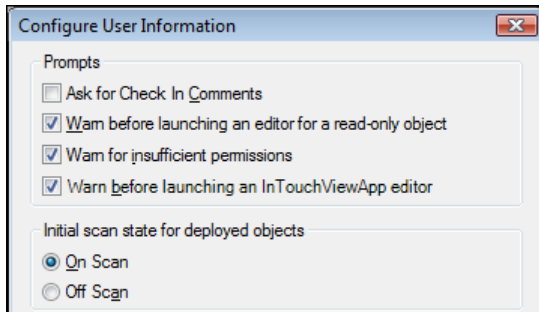 Configure User Information
Prompts
Ask for Check In Comments
Warn before launching an editor for a read-only object
Warn for insufficient permissions
Warn before launching an InTouchViewApp editor
Initial scan state for deployed objects
On Scan
Off Scan